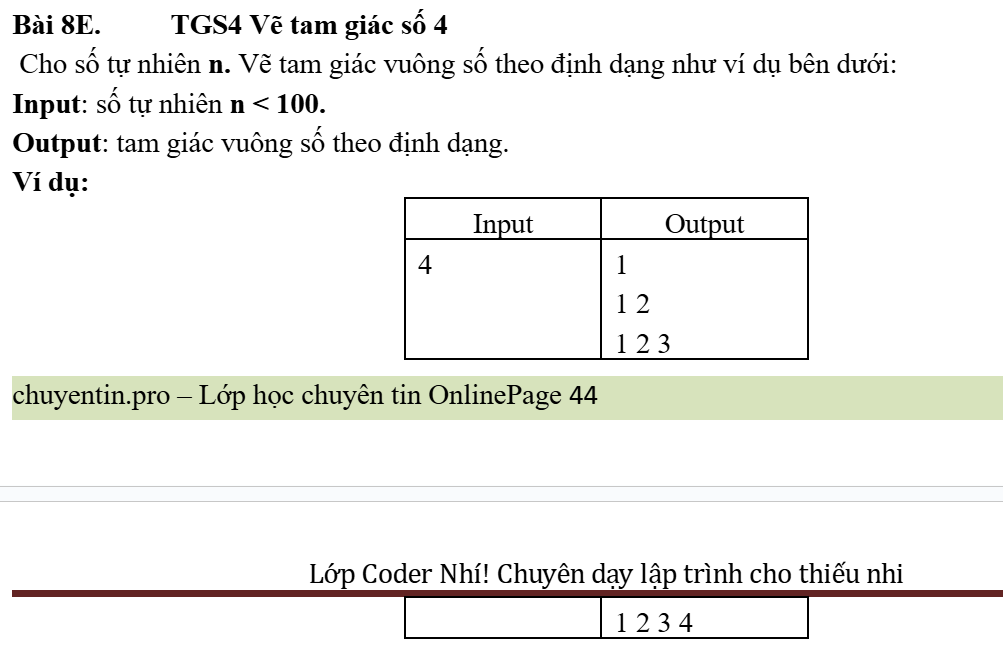 Bài 8E. TGS4 Vẽ tam giác số 4
Cho số tự nhiên n. Vẽ tam giác vuông số theo định dạng như ví dụ bên dưới:
Input: số tự nhiên n < 100.
Output: tam giác vuông số theo định dạng.
Ví dụ:
Input Output
4 1
1 2
1 2 3
chuyentin.pro – Lớp học chuyên tin OnlinePage 44
Lớp Coder Nhí! Chuyên dạy lập trình cho thiếu nhi
1 2 3 4